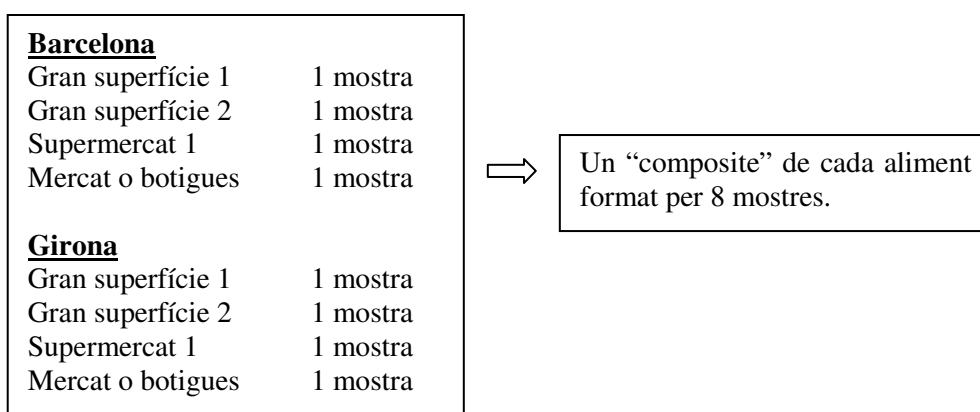 Barcelona
Gran superfície 1 1 mostra
Gran superfície 2 1 mostra
Supermercat 1 1 mostra
Mercat o botigues 1 mostra
Girona
Gran superfície 1 1 mostra
Gran superfície 2 1 mostra
Supermercat 1 1 mostra
Mercat o botigues 1 mostra
Un “composite” de cada aliment
format per 8 mostres.